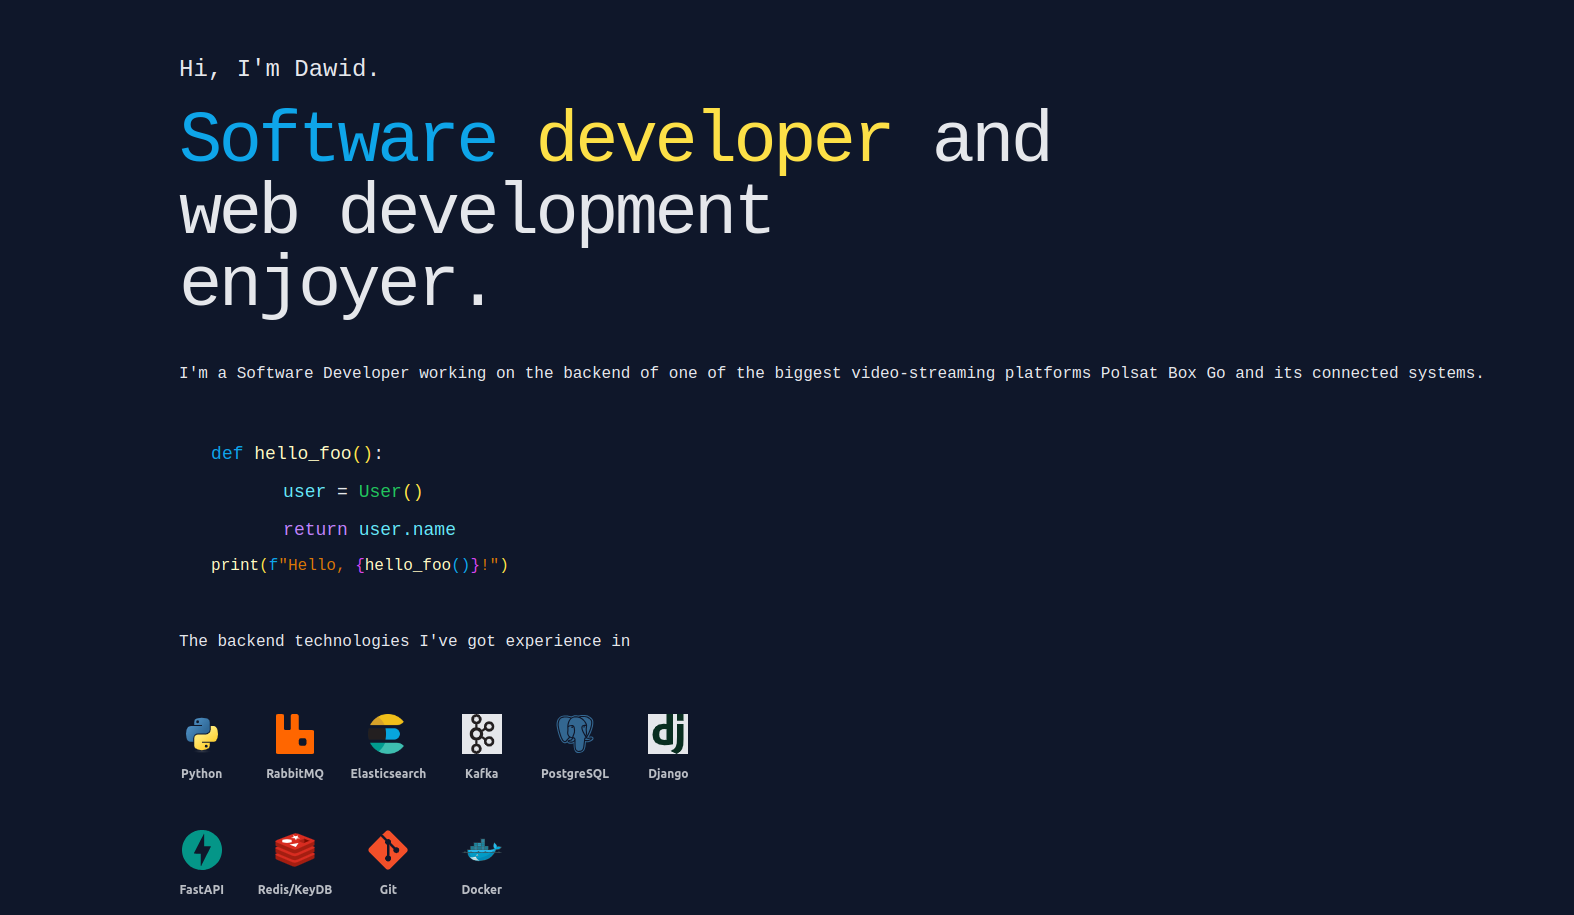 Hi, I'm Dawid.
Software developer and
web development
enjoyer.
I'm a Software Developer working on the backend of one of the biggest video-streaming platforms Polsat Box Go and its connected systems.
def hello_foo():
user = User()
return user.name
print(f"Hello, {hello_foo()}!")
The backend technologies I've got experience in
dj
Python RabbitMQ Elasticsearch Kafka PostgreSQL Django
FastAPI Redis/KeyDB Git Docker